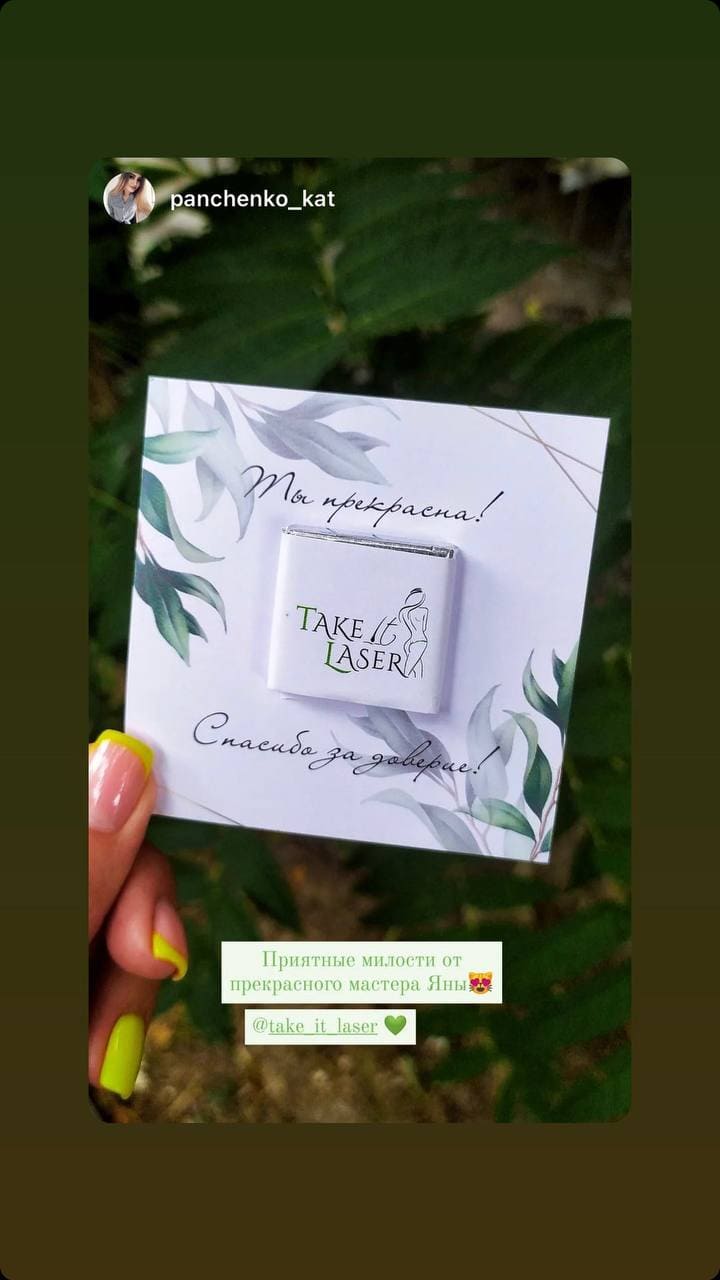 panchenko_kat
Ты прекрасна!
TAKE it
LASER
Спасибо за доверие!
Приятные милости от
прекрасного мастера Яны😻
@take_it_laser 💚